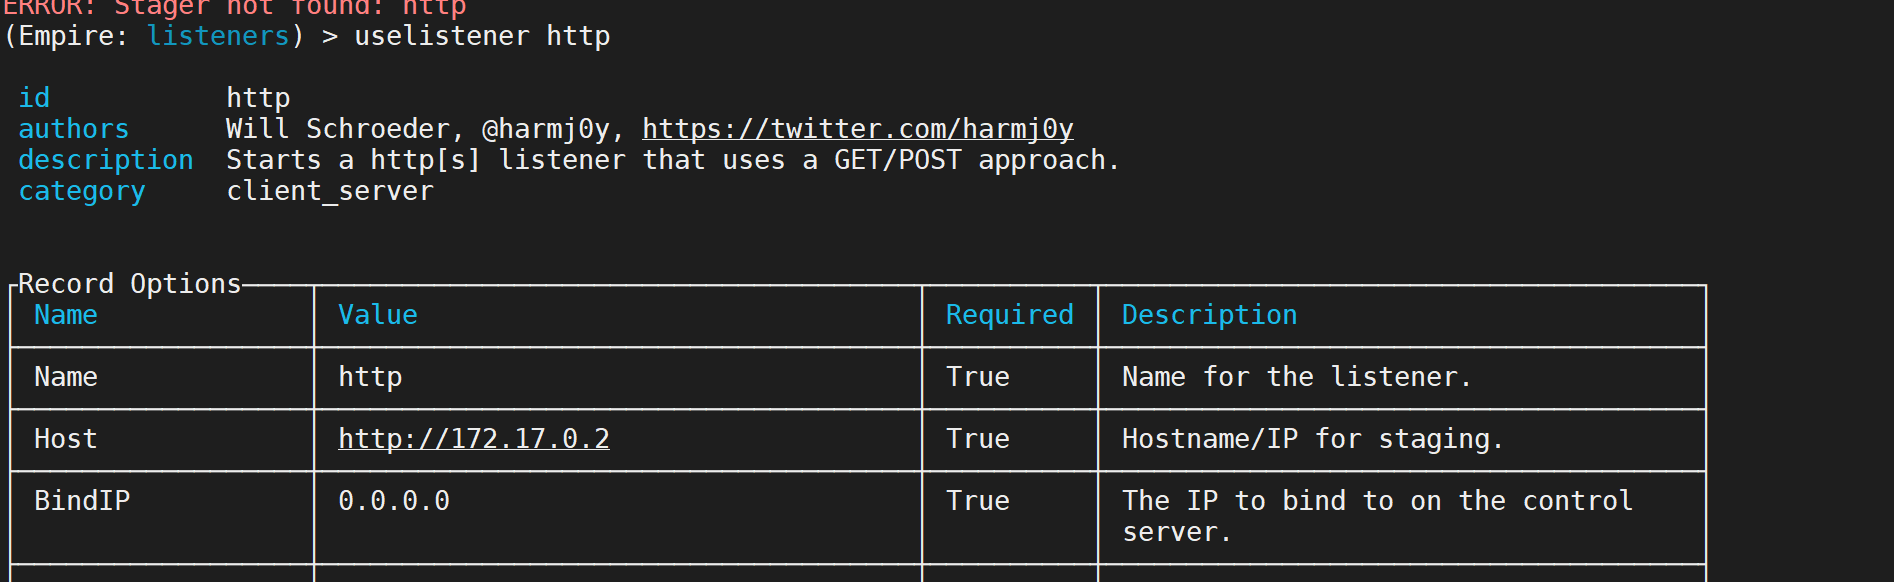 ERROR: Stager not found: http
(Empire: listeners) > uselistener http
id http
authors Will Schroeder, @harmj0y, https://twitter.com/harmj0y
description Starts a http[s] listener that uses a GET/POST approach.
category client_server
Record Options
Name Value Required Description
Name http True Name for the listener.
Host http://172.17.0.2 True Hostname/IP for staging.
BindIP 0.0.0.0 True The IP to bind to on the control
server.